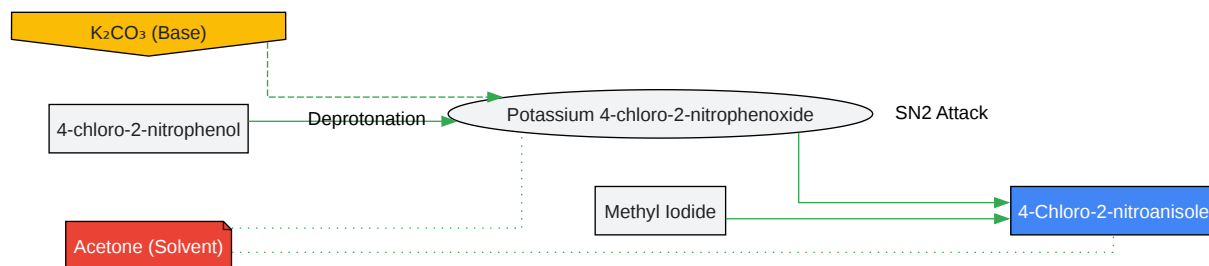 K₂CO₃ (Base)
4-chloro-2-nitrophenol
Deprotonation
Potassium 4-chloro-2-nitrophenoxide
SN2 Attack
Methyl Iodide
4-Chloro-2-nitroanisole
Acetone (Solvent)